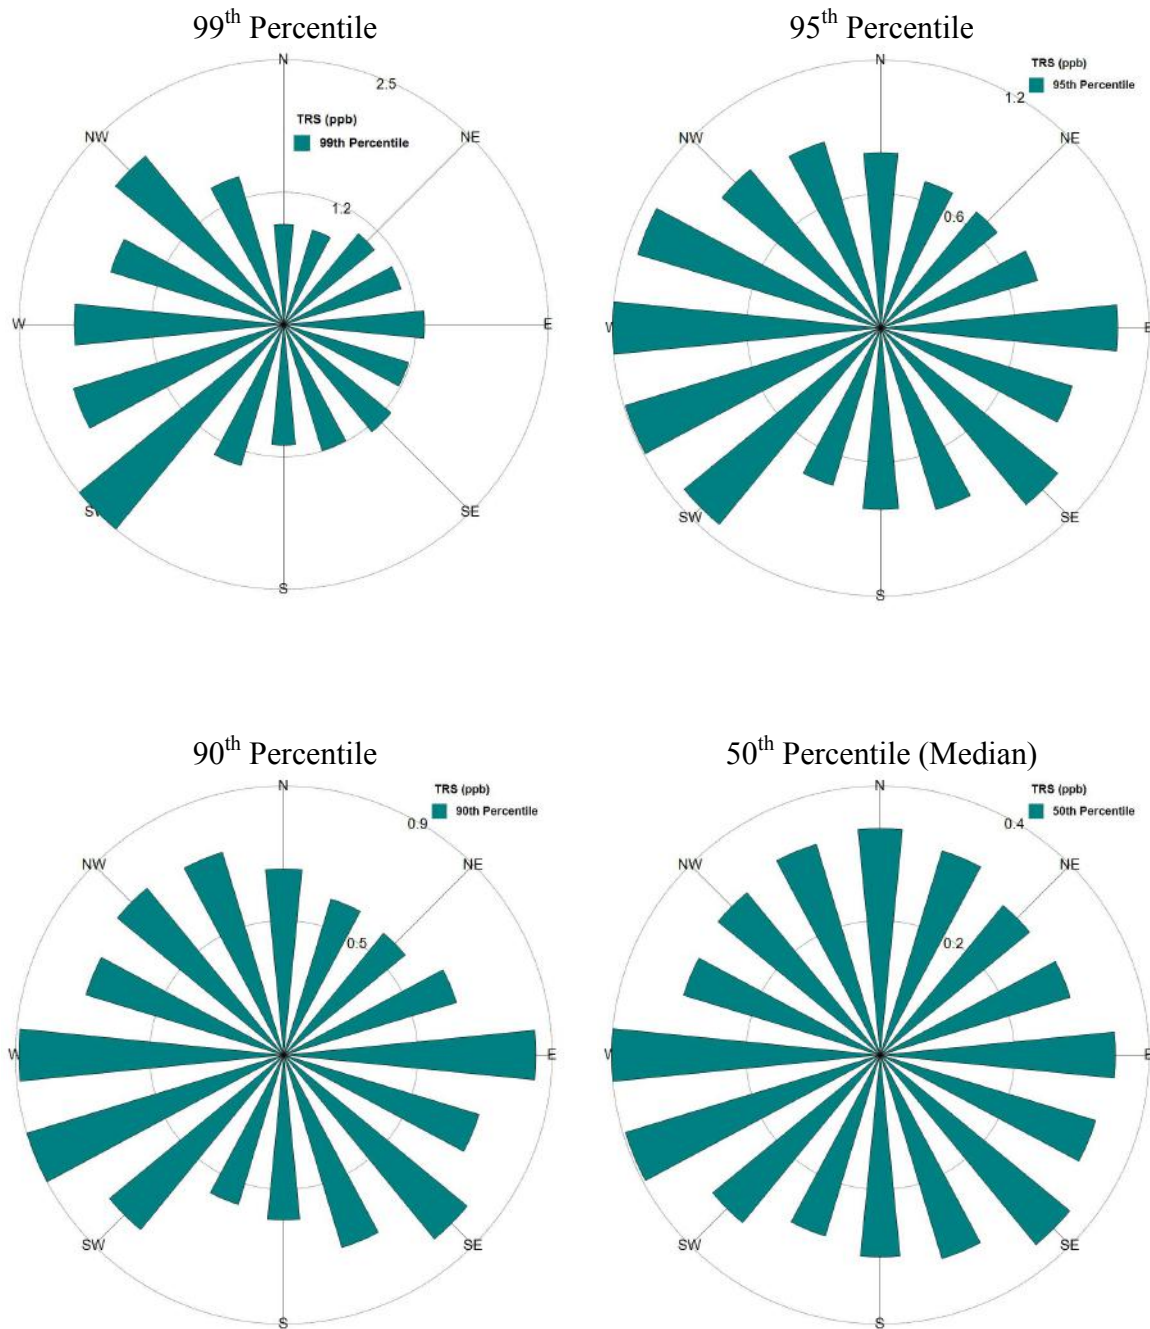 99th Percentile
N
2.5
TRS (ppb)
99th Percentile
NW
NE
1.2
W
E
SW
SE
S
95th Percentile
N
TRS (ppb)
95th Percentile
1.2
NW
NE
0.6
W
E
SW
SE
S
90th Percentile
N
TRS (ppb)
90th Percentile
0.9
NW
NE
0.5
W
E
SW
SE
S
50th Percentile (Median)
N
TRS (ppb)
50th Percentile
0.4
NW
NE
0.2
W
E
SW
SE
S